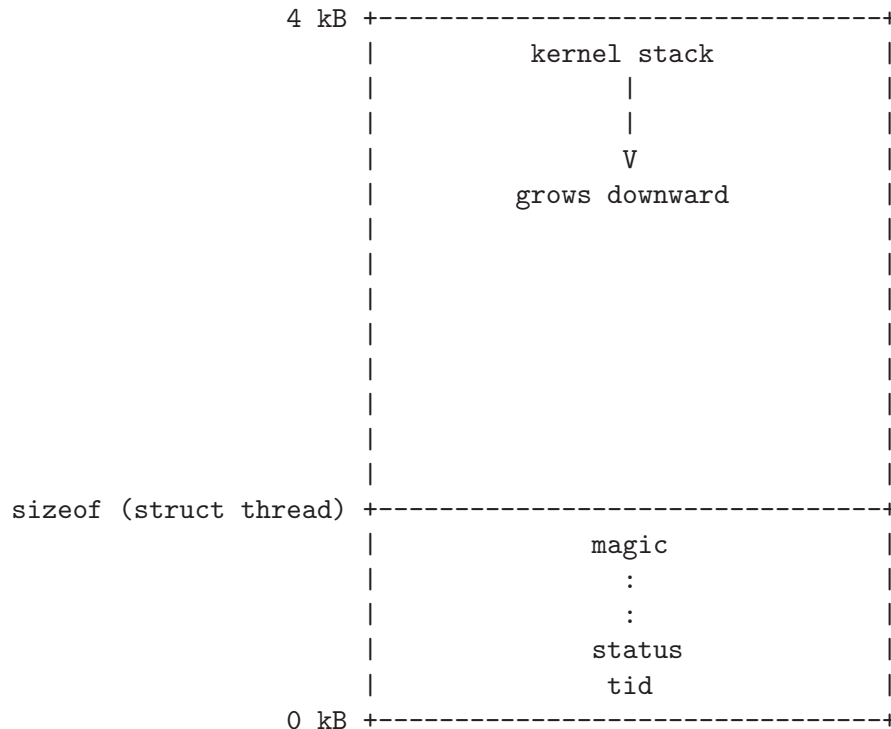 4 kB +---------------------------------+
|          kernel stack           |
|                |                |
|                |                |
|                V                |
|         grows downward          |
|                                 |
|                                 |
|                                 |
|                                 |
|                                 |
|                                 |
|                                 |
|                                 |
sizeof (struct thread) +---------------------------------+
|              magic              |
|                :                |
|                :                |
|              status             |
|               tid               |
0 kB +---------------------------------+